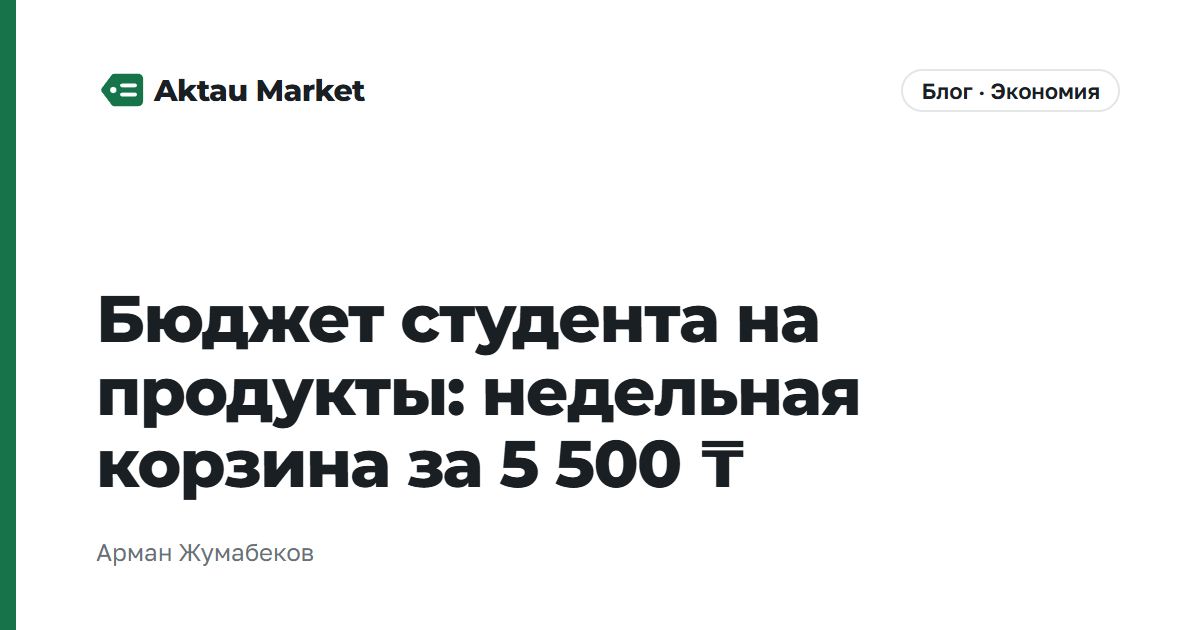 Aktau Market
Блог · Экономия
Бюджет студента на
продукты: недельная
корзина за 5 500 ₸
Арман Жумабеков